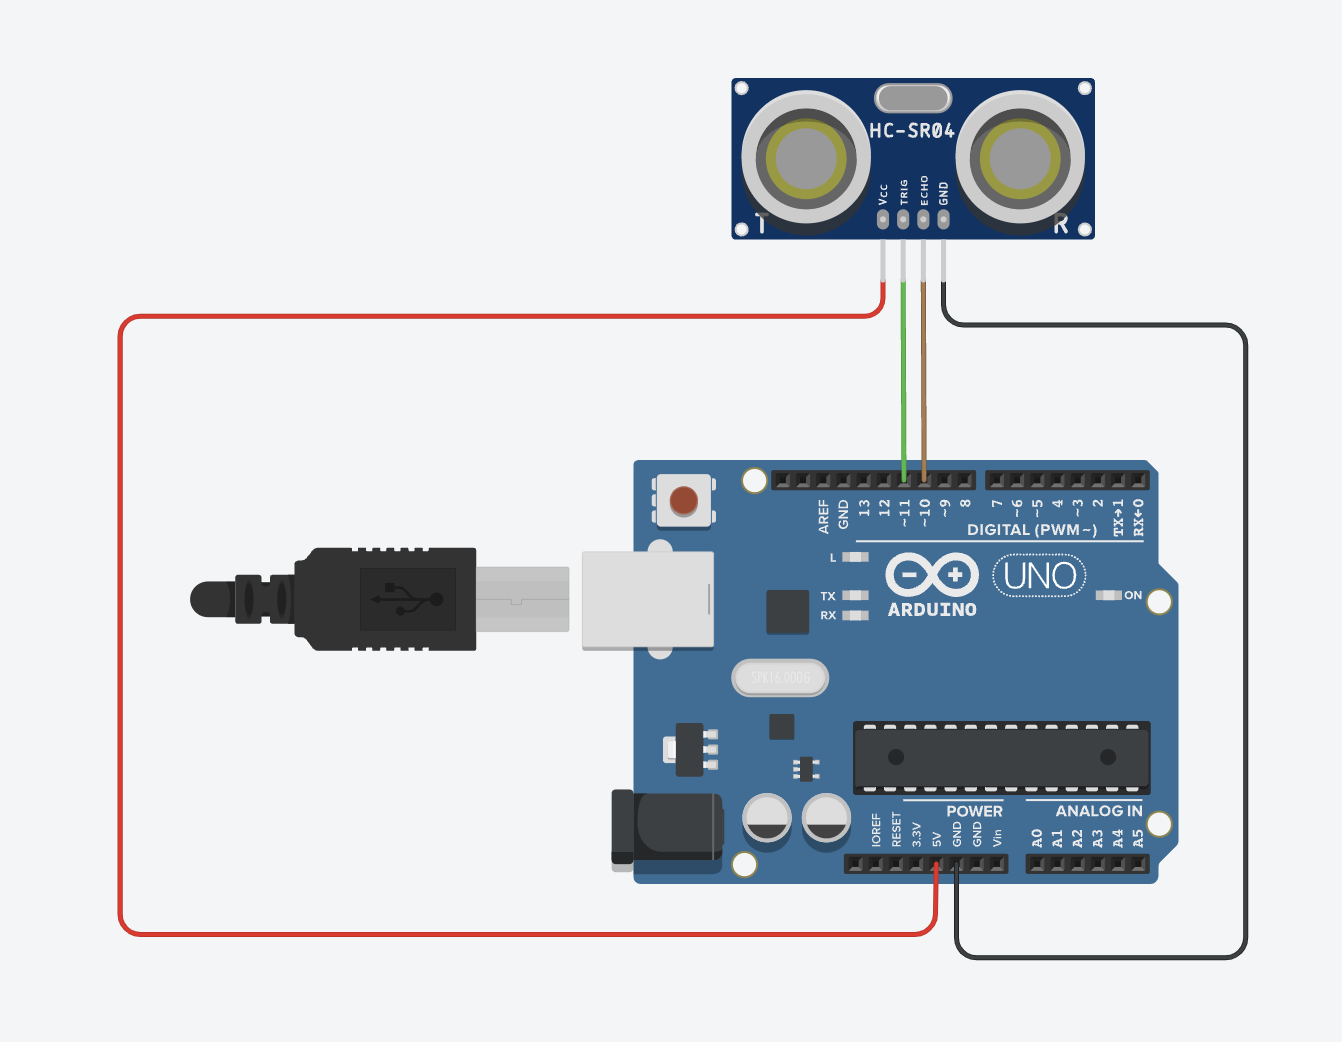 HC-SR04
VCC
TRIG
ECHO
GND
T
R
AREF
GND
13
12
~11
~10
~9
8
7
~6
~5
4
~3
2
TX→1
RX←0
DIGITAL (PWM~)
L
TX
RX
ARDUINO
UNO
ON
SPK16.000G
POWER
ANALOG IN
IOREF
RESET
3.3V
5V
GND
GND
Vin
A0
A1
A2
A3
A4
A5